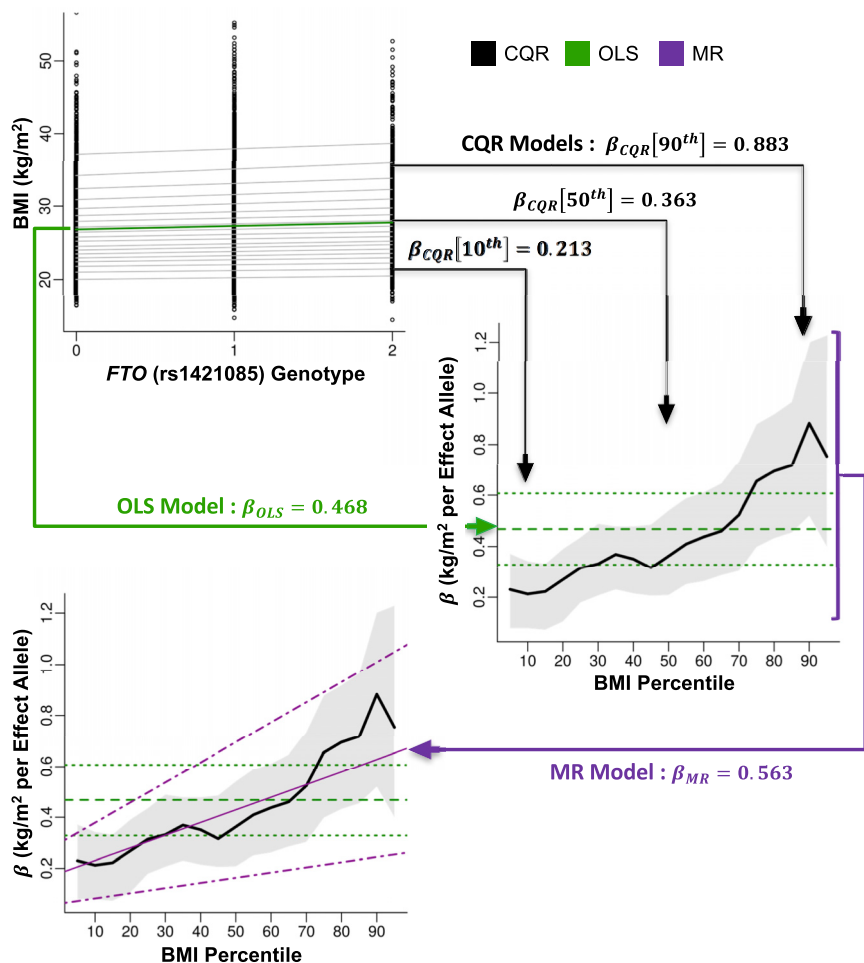 CQR OLS MR
BMI (kg/m²)
50
40
30
20
0 1 2
FTO (rs1421085) Genotype
CQR Models : β_CQR[90^th] = 0.883
β_CQR[50^th] = 0.363
β_CQR[10^th] = 0.213
OLS Model : β_OLS = 0.468
β (kg/m² per Effect Allele)
1.2
1.0
0.8
0.6
0.4
0.2
10 20 30 40 50 60 70 80 90
BMI Percentile
MR Model : β_MR = 0.563
β (kg/m² per Effect Allele)
1.2
1.0
0.8
0.6
0.4
0.2
10 20 30 40 50 60 70 80 90
BMI Percentile